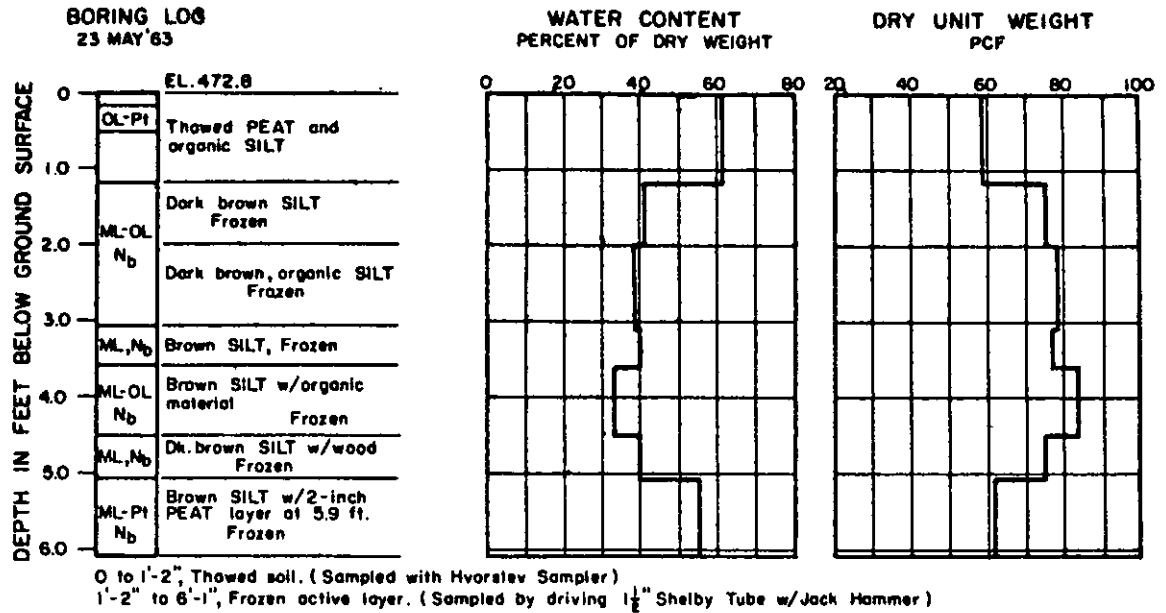 BORING LOG
23 MAY '63
WATER CONTENT
PERCENT OF DRY WEIGHT
DRY UNIT WEIGHT
PCF
EL. 472.8
0 20 40 60 80
20 40 60 80 100
DEPTH IN FEET BELOW GROUND SURFACE
0
OL-Pt
Thawed PEAT and
organic SILT
1.0
Dark brown SILT
Frozen
ML-OL
Nb
2.0
Dark brown, organic SILT
Frozen
3.0
ML, Nb
Brown SILT, Frozen
ML-OL
Nb
4.0
Brown SILT w/organic
material
Frozen
ML, Nb
Dk. brown SILT w/wood
Frozen
5.0
ML-Pt
Nb
Brown SILT w/2-inch
PEAT layer at 5.9 ft.
Frozen
6.0
0 to 1'-2", Thawed soil. (Sampled with Hvorslev Sampler)
1'-2" to 6'-1", Frozen active layer. (Sampled by driving 1½" Shelby Tube w/Jack Hammer)